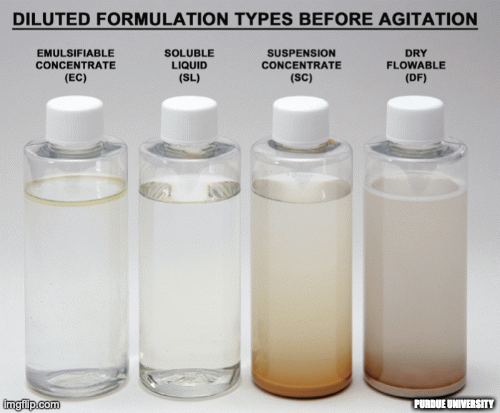 DILUTED FORMULATION TYPES BEFORE AGITATION
EMULSIFIABLE
CONCENTRATE
(EC)
SOLUBLE
LIQUID
(SL)
SUSPENSION
CONCENTRATE
(SC)
DRY
FLOWABLE
(DF)
imgflip.com
PURDUE UNIVERSITY